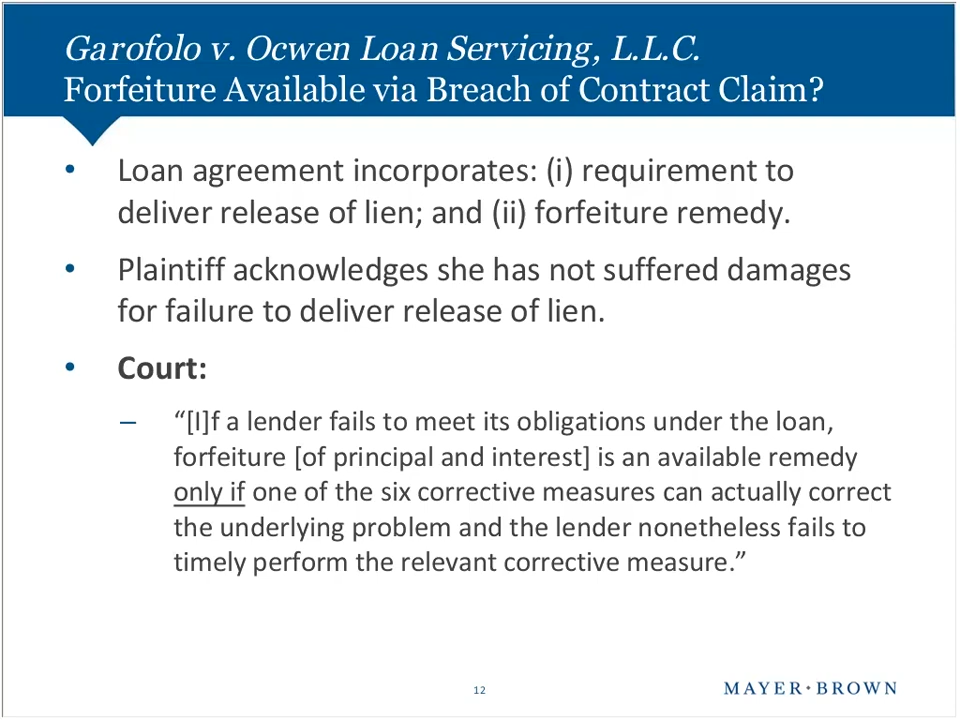 Garofolo v. Ocwen Loan Servicing, L.L.C.
Forfeiture Available via Breach of Contract Claim?
• Loan agreement incorporates: (i) requirement to
deliver release of lien; and (ii) forfeiture remedy.
• Plaintiff acknowledges she has not suffered damages
for failure to deliver release of lien.
• Court:
– “[I]f a lender fails to meet its obligations under the loan,
forfeiture [of principal and interest] is an available remedy
only if one of the six corrective measures can actually correct
the underlying problem and the lender nonetheless fails to
timely perform the relevant corrective measure.”
12
MAYER • BROWN